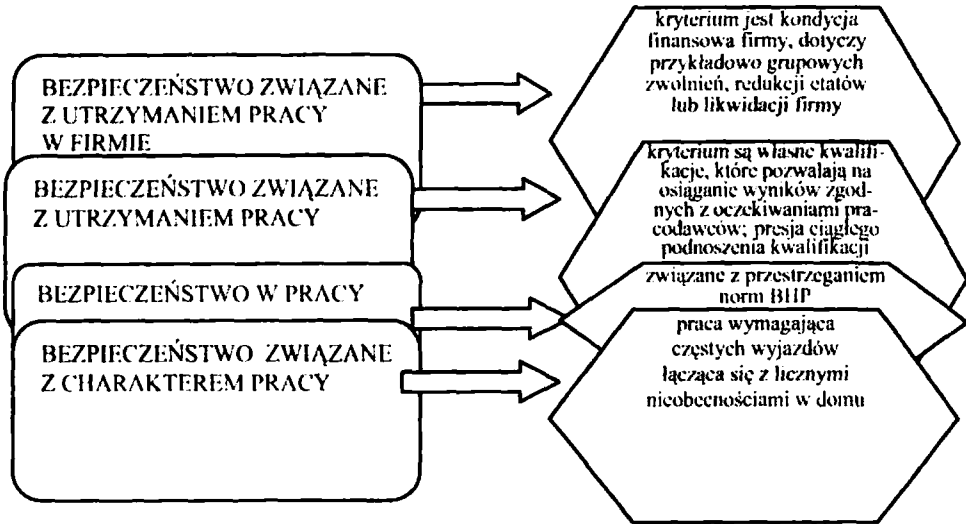 BEZPIECZEŃSTWO ZWIĄZANE
Z UTRZYMANIEM PRACY
W FIRMIE
kryterium jest kondycja
finansowa firmy, dotyczy
przykładowo grupowych
zwolnień, redukcji etatów
lub likwidacji firmy
BEZPIECZEŃSTWO ZWIĄZANE
Z UTRZYMANIEM PRACY
kryterium są własne kwalifi-
kacje, które pozwalają na
osiąganie wyników zgod-
nych z oczekiwaniami pra-
codawców; presja ciągłego
podnoszenia kwalifikacji
BEZPIECZEŃSTWO W PRACY
związane z przestrzeganiem
norm BHP
BEZPIECZEŃSTWO ZWIĄZANE
Z CHARAKTEREM PRACY
praca wymagająca
częstych wyjazdów
łącząca się z licznymi
nieobecnościami w domu